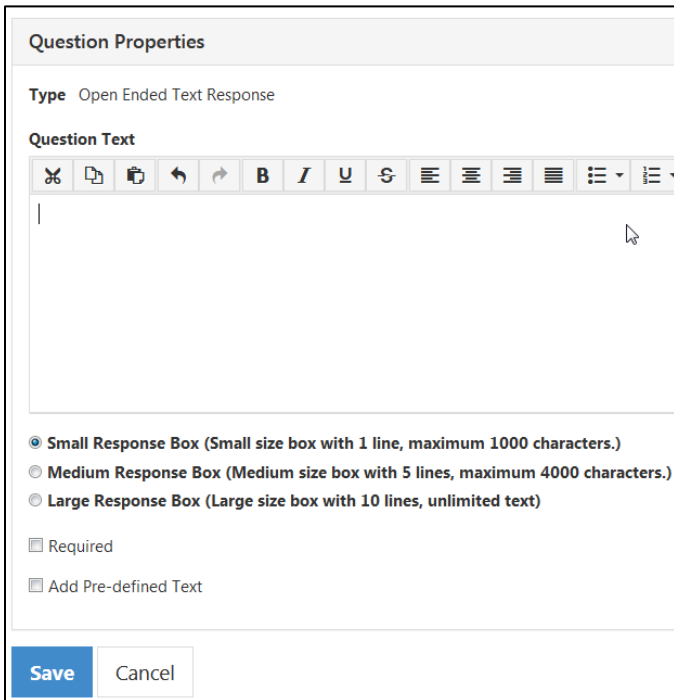 Question Properties
Type Open Ended Text Response
Question Text
B I U S
Small Response Box (Small size box with 1 line, maximum 1000 characters.)
Medium Response Box (Medium size box with 5 lines, maximum 4000 characters.)
Large Response Box (Large size box with 10 lines, unlimited text)
Required
Add Pre-defined Text
Save Cancel